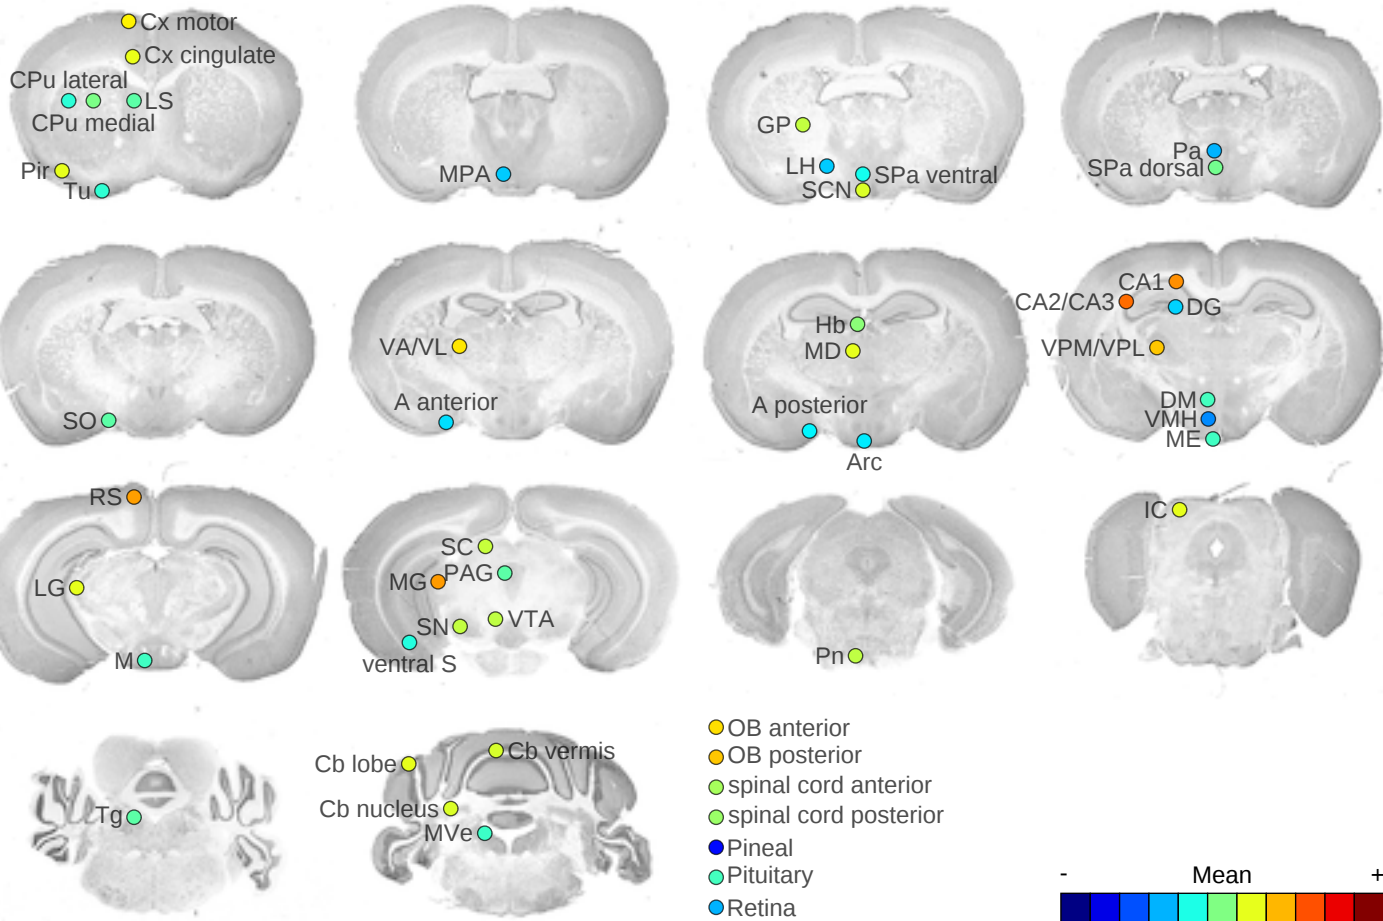 Cx motor
Cx cingulate
CPu lateral
LS
CPu medial
Pir
Tu
MPA
GP
LH
SPa ventral
SCN
Pa
SPa dorsal
SO
VA/VL
A anterior
Hb
MD
A posterior
Arc
CA1
CA2/CA3
DG
VPM/VPL
DM
VMH
ME
RS
LG
M
SC
MG
PAG
SN
VTA
ventral S
Pn
IC
Tg
Cb lobe
Cb vermis
Cb nucleus
MVe
OB anterior
OB posterior
spinal cord anterior
spinal cord posterior
Pineal
Pituitary
Retina
- Mean +